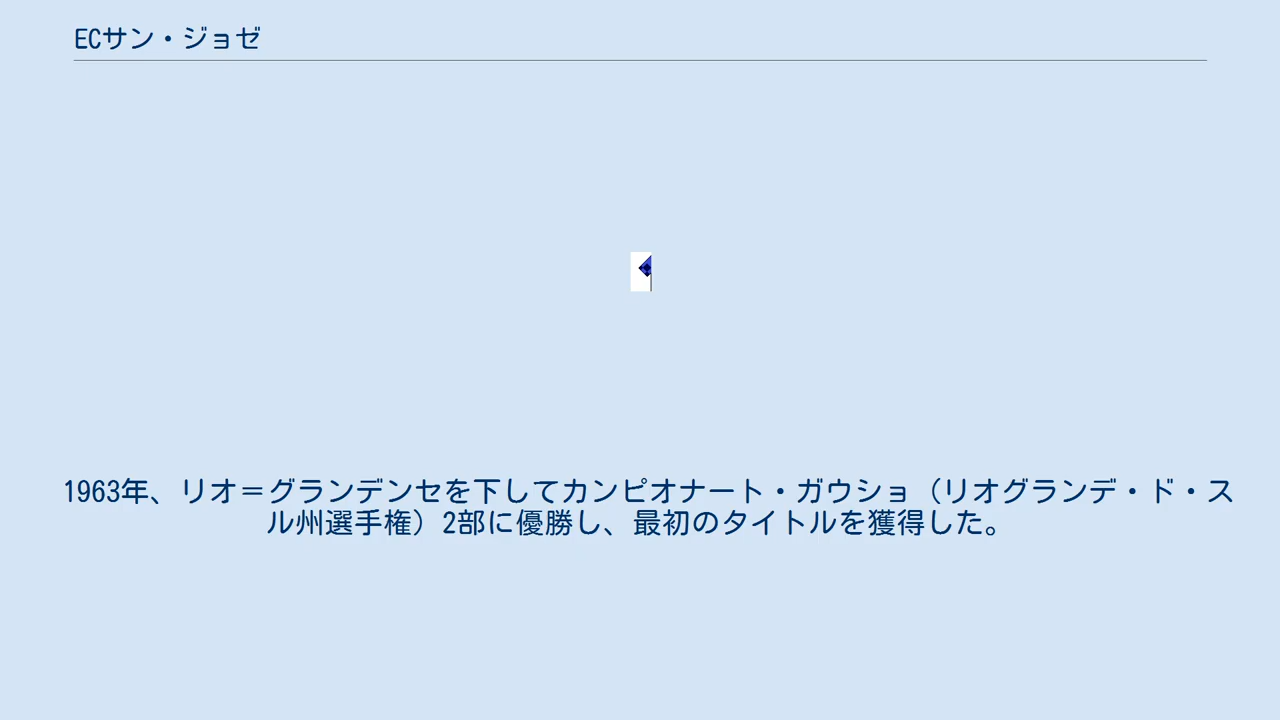 ECサン・ジョゼ
1963年、リオ＝グランデンセを下してカンピオナート・ガウショ（リオグランデ・ド・ス
ル州選手権）2部に優勝し、最初のタイトルを獲得した。